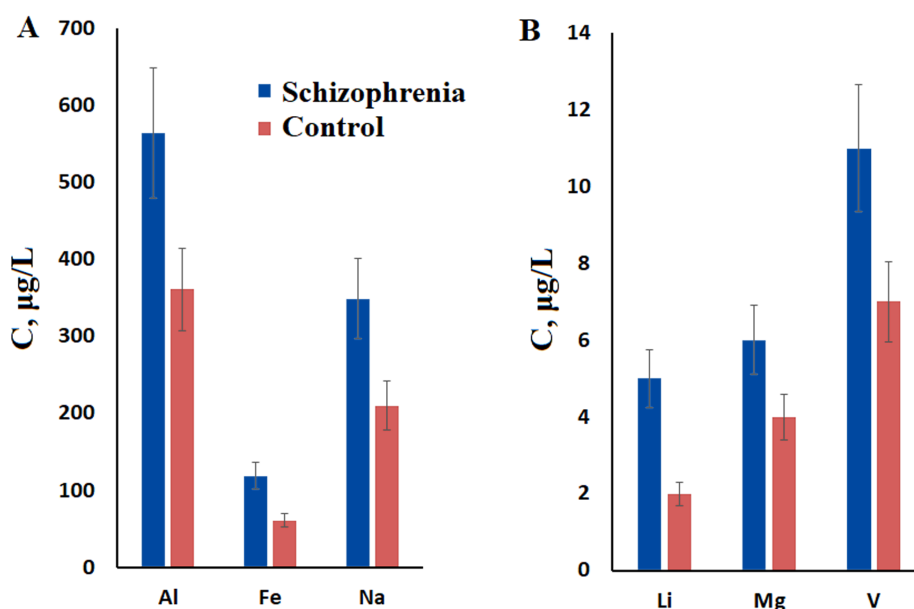 A
C, µg/L
700
600
500
400
300
200
100
0
Al Fe Na
Schizophrenia
Control
B
C, µg/L
14
12
10
8
6
4
2
0
Li Mg V